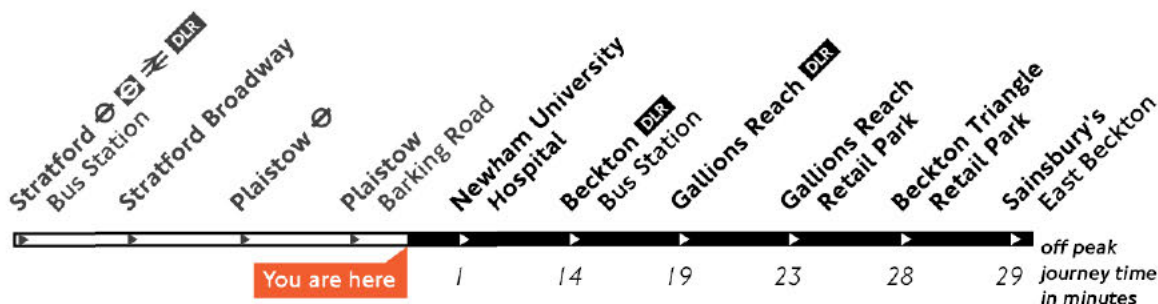 Stratford DLR
Bus Station
Stratford Broadway
Plaistow
Plaistow
Barking Road
Newham University
Hospital
Beckton DLR
Bus Station
Gallions Reach DLR
Gallions Reach
Retail Park
Beckton Triangle
Retail Park
Sainsbury's
East Beckton
You are here
1 14 19 23 28 29
off peak
journey time
in minutes